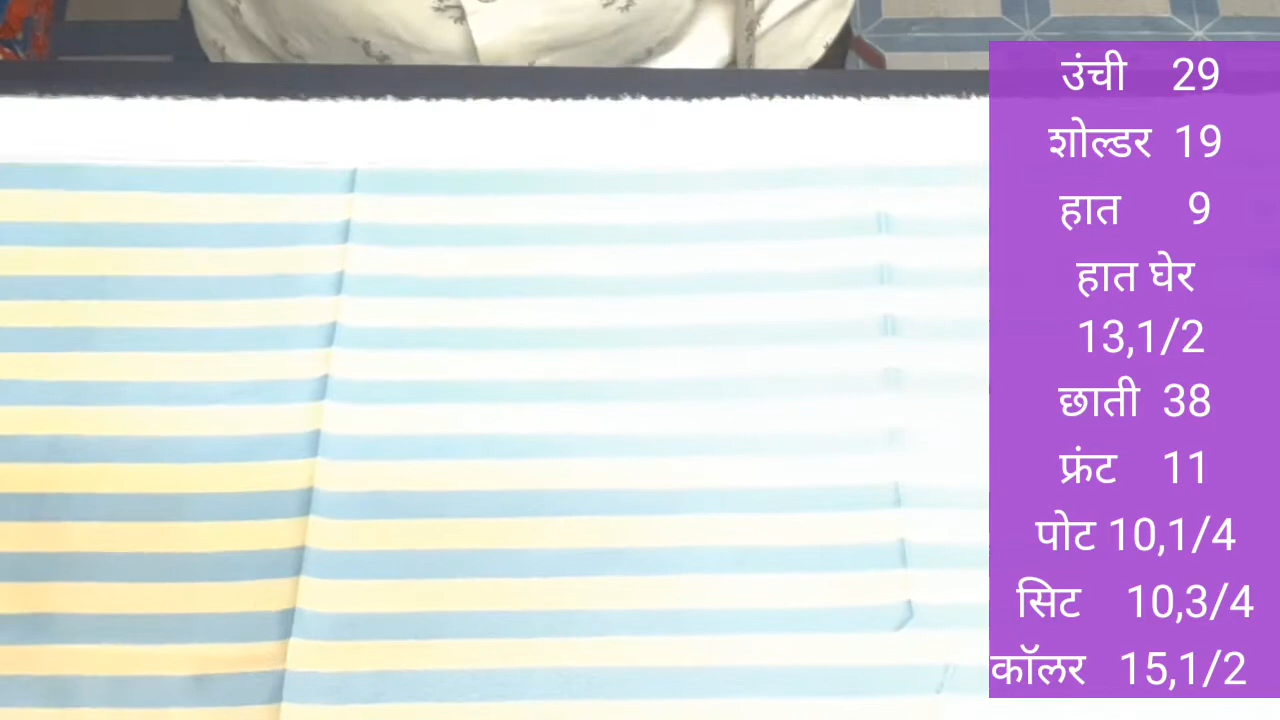 उंची 29
शोल्डर 19
हात 9
हात घेर
13,1/2
छाती 38
फ्रंट 11
पोट 10,1/4
सिट 10,3/4
कॉलर 15,1/2